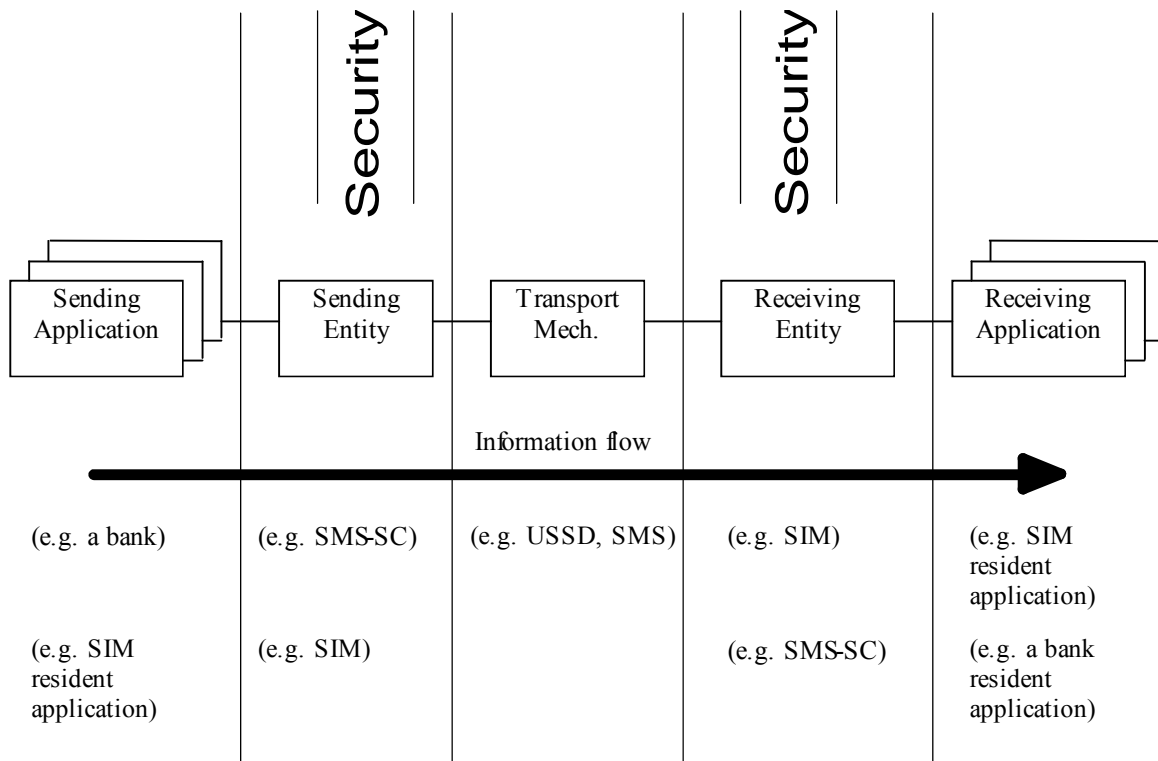 Security
Security
Sending
Application
Sending
Entity
Transport
Mech.
Receiving
Entity
Receiving
Application
Information flow
(e.g. a bank)
(e.g. SMS-SC)
(e.g. USSD, SMS)
(e.g. SIM)
(e.g. SIM
resident
application)
(e.g. SIM
resident
application)
(e.g. SIM)
(e.g. SMS-SC)
(e.g. a bank
resident
application)